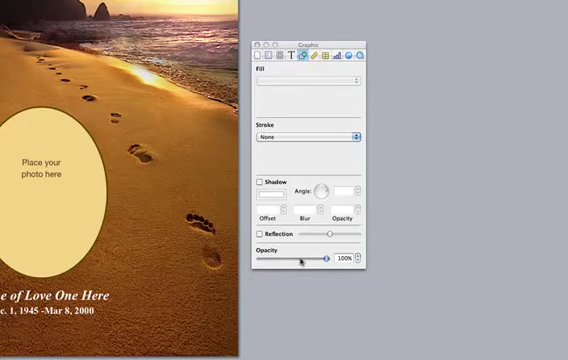 Graphic
Fill
Stroke
None
Shadow
Angle:
Offset
Blur
Opacity
Reflection
Opacity
100%
Place your
photo here
e of Love One Here
c. 1, 1945 -Mar 8, 2000